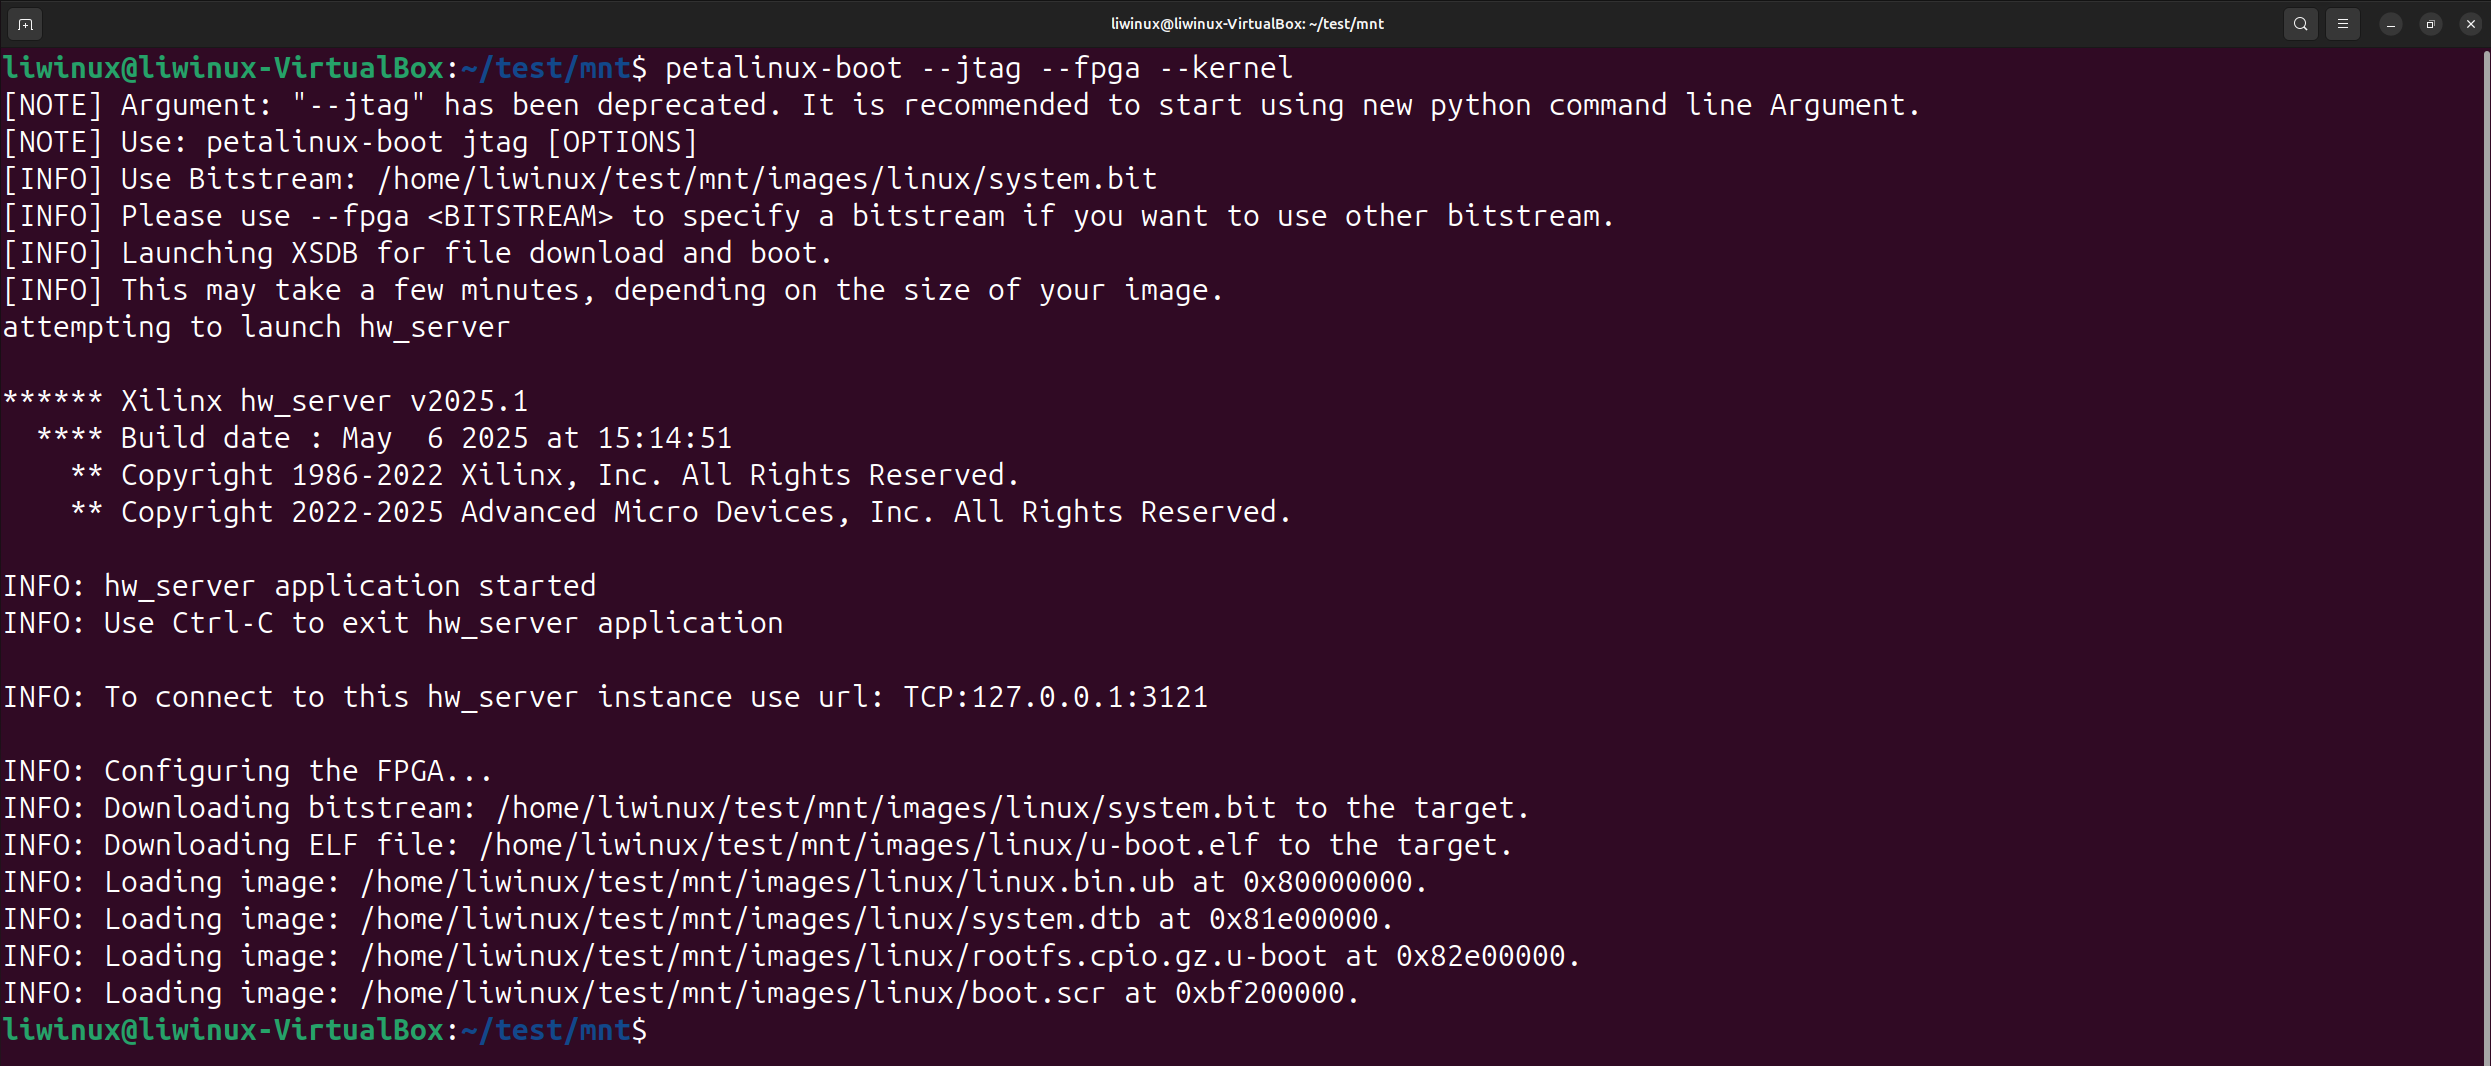 liwinux@liwinux-VirtualBox: ~/test/mnt
liwinux@liwinux-VirtualBox:~/test/mnt$ petalinux-boot --jtag --fpga --kernel
[NOTE] Argument: "--jtag" has been deprecated. It is recommended to start using new python command line Argument.
[NOTE] Use: petalinux-boot jtag [OPTIONS]
[INFO] Use Bitstream: /home/liwinux/test/mnt/images/linux/system.bit
[INFO] Please use --fpga <BITSTREAM> to specify a bitstream if you want to use other bitstream.
[INFO] Launching XSDB for file download and boot.
[INFO] This may take a few minutes, depending on the size of your image.
attempting to launch hw_server
****** Xilinx hw_server v2025.1
  **** Build date : May  6 2025 at 15:14:51
    ** Copyright 1986-2022 Xilinx, Inc. All Rights Reserved.
    ** Copyright 2022-2025 Advanced Micro Devices, Inc. All Rights Reserved.
INFO: hw_server application started
INFO: Use Ctrl-C to exit hw_server application
INFO: To connect to this hw_server instance use url: TCP:127.0.0.1:3121
INFO: Configuring the FPGA...
INFO: Downloading bitstream: /home/liwinux/test/mnt/images/linux/system.bit to the target.
INFO: Downloading ELF file: /home/liwinux/test/mnt/images/linux/u-boot.elf to the target.
INFO: Loading image: /home/liwinux/test/mnt/images/linux/linux.bin.ub at 0x80000000.
INFO: Loading image: /home/liwinux/test/mnt/images/linux/system.dtb at 0x81e00000.
INFO: Loading image: /home/liwinux/test/mnt/images/linux/rootfs.cpio.gz.u-boot at 0x82e00000.
INFO: Loading image: /home/liwinux/test/mnt/images/linux/boot.scr at 0xbf200000.
liwinux@liwinux-VirtualBox:~/test/mnt$